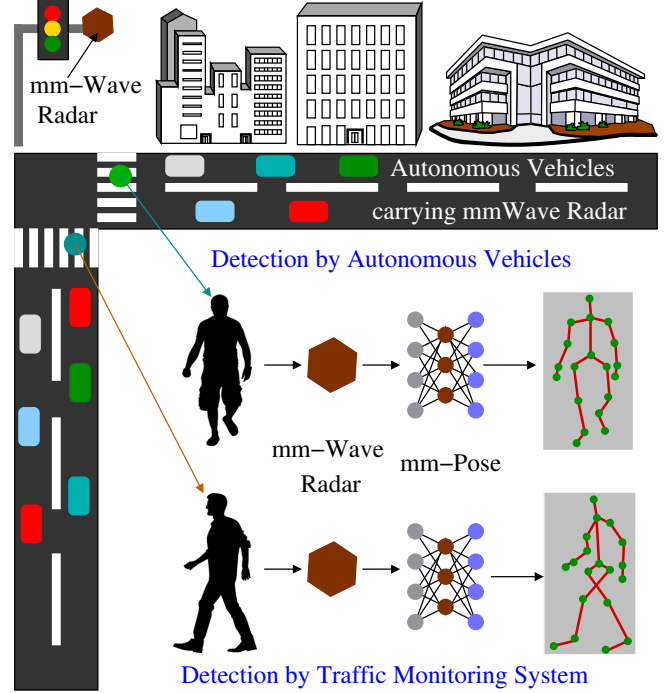 mm-Wave
Radar
Autonomous Vehicles
carrying mmWave Radar
Detection by Autonomous Vehicles
mm-Wave
Radar
mm-Pose
Detection by Traffic Monitoring System